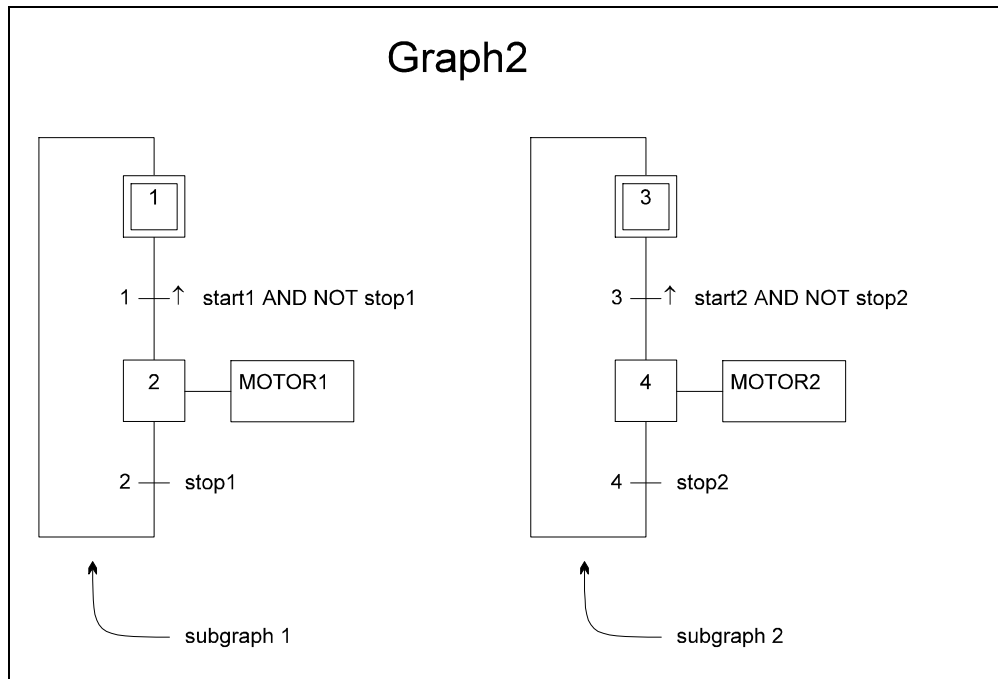 Graph2
1
1 ↑ start1 AND NOT stop1
2 MOTOR1
2 stop1
subgraph 1
3
3 ↑ start2 AND NOT stop2
4 MOTOR2
4 stop2
subgraph 2